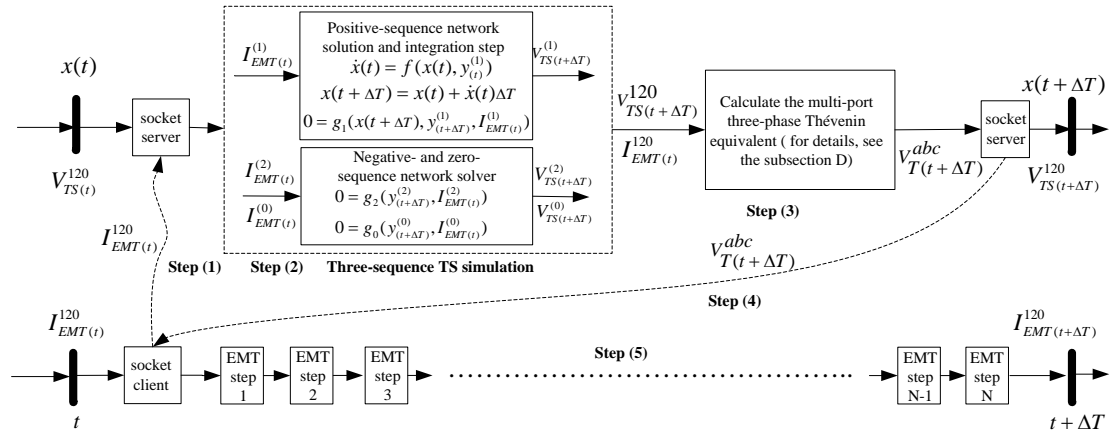 x(t)
V_{TS(t)}^{120}
socket
server
I_{EMT(t)}^{(1)}
Positive-sequence network
solution and integration step
ẋ(t) = f(x(t), y_{(t)}^{(1)})
x(t + ΔT) = x(t) + ẋ(t)ΔT
0 = g_1(x(t + ΔT), y_{(t+ΔT)}^{(1)}, I_{EMT(t)}^{(1)})
V_{TS(t+ΔT)}^{(1)}
I_{EMT(t)}^{(2)}
I_{EMT(t)}^{(0)}
Negative- and zero-
sequence network solver
0 = g_2(y_{(t+ΔT)}^{(2)}, I_{EMT(t)}^{(2)})
0 = g_0(y_{(t+ΔT)}^{(0)}, I_{EMT(t)}^{(0)})
V_{TS(t+ΔT)}^{(2)}
V_{TS(t+ΔT)}^{(0)}
V_{TS(t+ΔT)}^{120}
I_{EMT(t)}^{120}
Calculate the multi-port
three-phase Thévenin
equivalent ( for details, see
the subsection D)
V_{T(t+ΔT)}^{abc}
socket
server
x(t + ΔT)
V_{TS(t+ΔT)}^{120}
I_{EMT(t)}^{120}
Step (1)
Step (2)
Three-sequence TS simulation
Step (3)
V_{T(t+ΔT)}^{abc}
Step (4)
I_{EMT(t)}^{120}
t
socket
client
EMT
step
1
EMT
step
2
EMT
step
3
Step (5)
EMT
step
N-1
EMT
step
N
I_{EMT(t+ΔT)}^{120}
t + ΔT